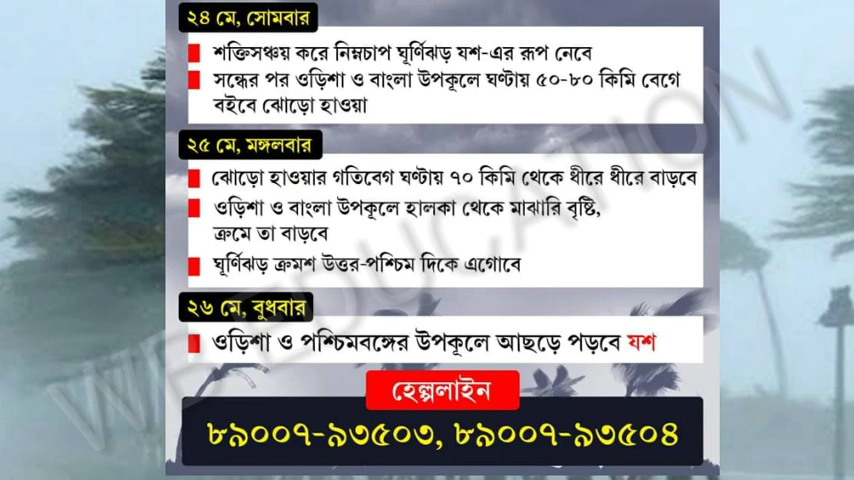 ২৪ মে, সোমবার
শক্তিসঞ্চয় করে নিম্নচাপ ঘূর্ণিঝড় যশ-এর রূপ নেবে
সন্ধের পর ওড়িশা ও বাংলা উপকূলে ঘণ্টায় ৫০-৮০ কিমি বেগে
বইবে ঝোড়ো হাওয়া
২৫ মে, মঙ্গলবার
ঝোড়ো হাওয়ার গতিবেগ ঘণ্টায় ৭০ কিমি থেকে ধীরে ধীরে বাড়বে
ওড়িশা ও বাংলা উপকূলে হালকা থেকে মাঝারি বৃষ্টি,
ক্রমে তা বাড়বে
ঘূর্ণিঝড় ক্রমশ উত্তর-পশ্চিম দিকে এগোবে
২৬ মে, বুধবার
ওড়িশা ও পশ্চিমবঙ্গের উপকূলে আছড়ে পড়বে যশ
হেল্পলাইন
৮৯০০৭-৯৩৫০৩, ৮৯০০৭-৯৩৫০৪